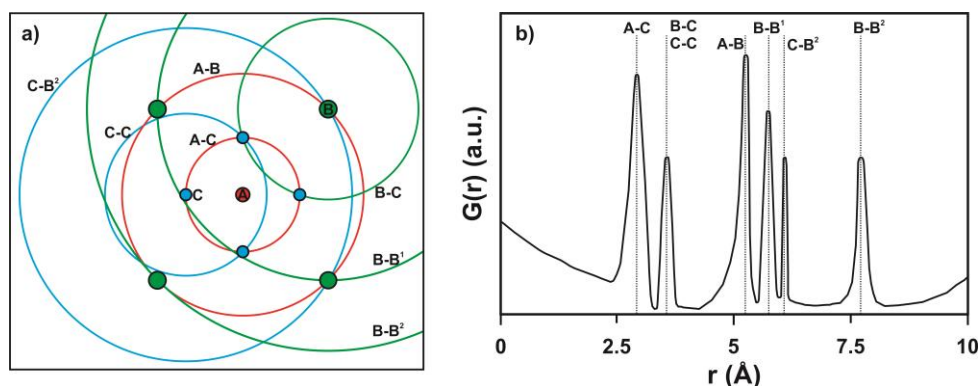 a)
C-B²
A-B
C-C
A-C
B
C
A
B-C
B-B¹
B-B²
b)
A-C
B-C
C-C
A-B
B-B¹
C-B²
B-B²
G(r) (a.u.)
0 2.5 5 7.5 10
r (Å)